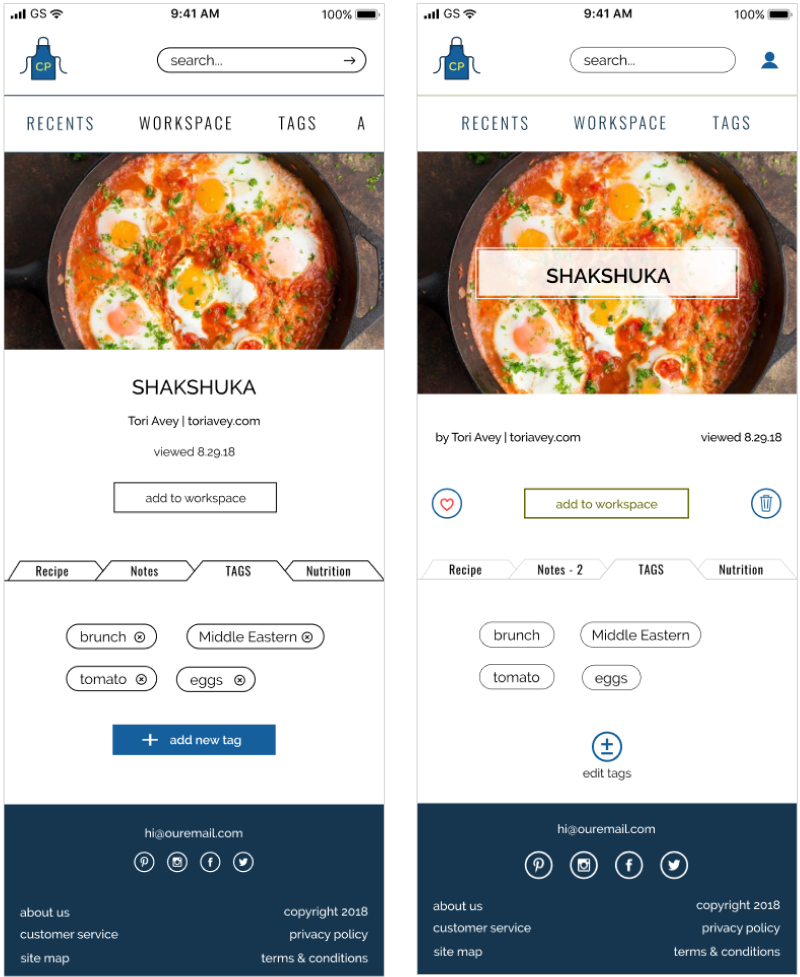 GS 9:41 AM 100%
CP
search...
RECENTS WORKSPACE TAGS A
SHAKSHUKA
Tori Avey | toriavey.com
viewed 8.29.18
add to workspace
Recipe Notes TAGS Nutrition
brunch Middle Eastern
tomato eggs
add new tag
hi@ouremail.com
about us copyright 2018
customer service privacy policy
site map terms & conditions
GS 9:41 AM 100%
CP
search...
RECENTS WORKSPACE TAGS
SHAKSHUKA
by Tori Avey | toriavey.com viewed 8.29.18
add to workspace
Recipe Notes - 2 TAGS Nutrition
brunch Middle Eastern
tomato eggs
edit tags
hi@ouremail.com
about us copyright 2018
customer service privacy policy
site map terms & conditions